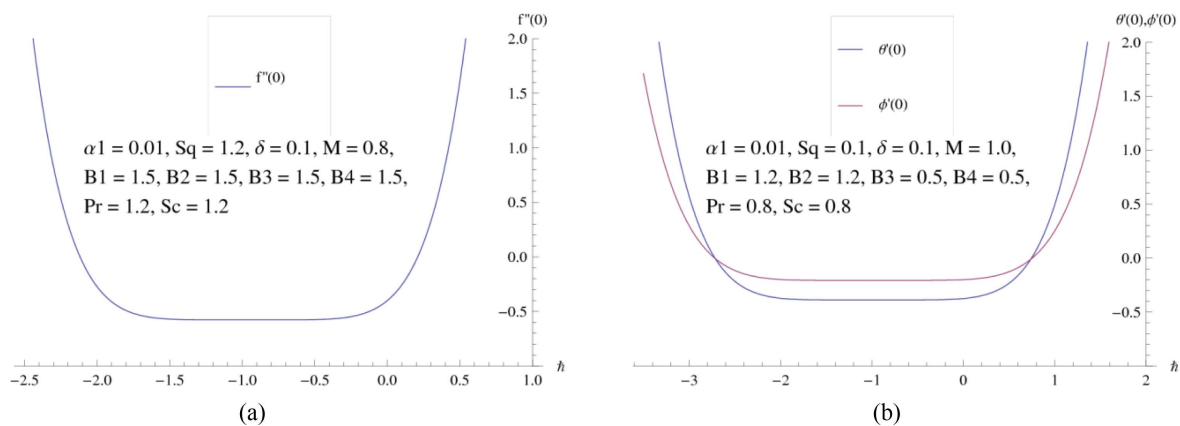 f''(0)
2.0
1.5
1.0
0.5
0.0
−0.5
f''(0)
α1 = 0.01, Sq = 1.2, δ = 0.1, M = 0.8,
B1 = 1.5, B2 = 1.5, B3 = 1.5, B4 = 1.5,
Pr = 1.2, Sc = 1.2
−2.5 −2.0 −1.5 −1.0 −0.5 0.0 0.5 1.0 ℏ
(a)
θ'(0),ϕ'(0)
2.0
1.5
1.0
0.5
0.0
−0.5
θ'(0)
ϕ'(0)
α1 = 0.01, Sq = 0.1, δ = 0.1, M = 1.0,
B1 = 1.2, B2 = 1.2, B3 = 0.5, B4 = 0.5,
Pr = 0.8, Sc = 0.8
−3 −2 −1 0 1 2 ℏ
(b)